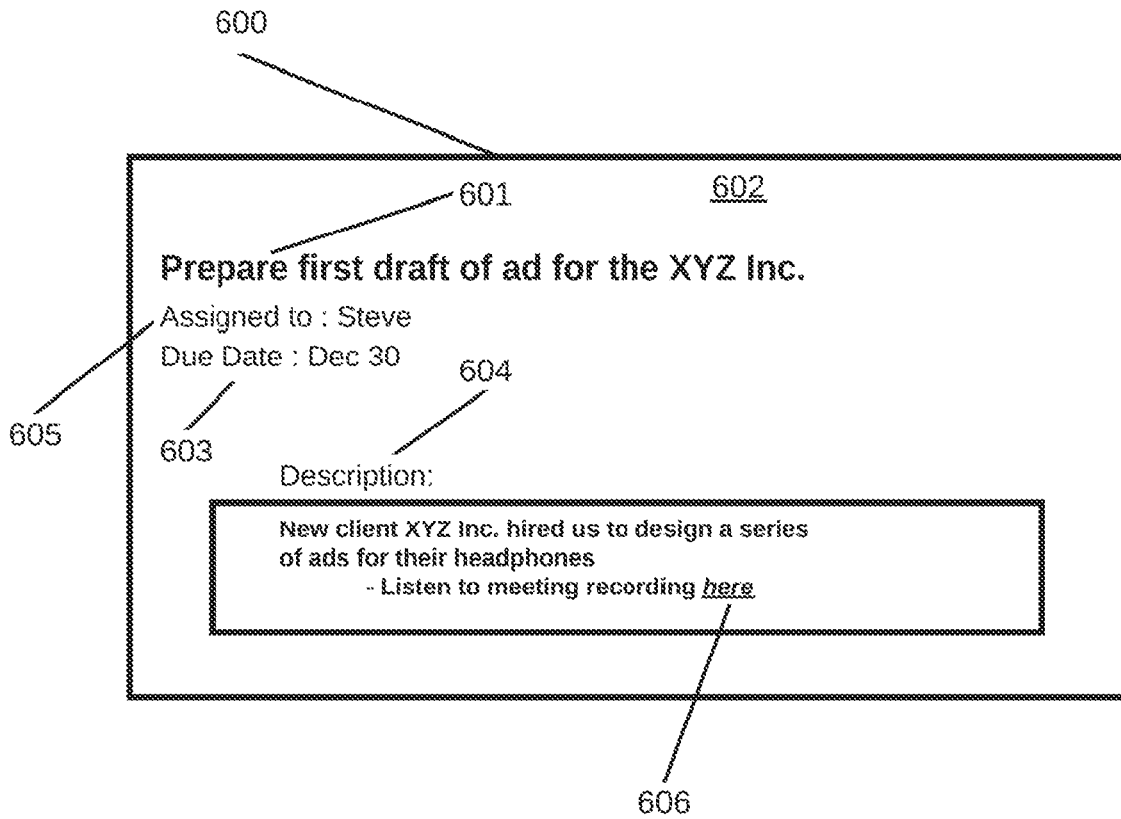 600
601
602
Prepare first draft of ad for the XYZ Inc.
Assigned to : Steve
Due Date : Dec 30
604
605
603
Description:
New client XYZ Inc. hired us to design a series
of ads for their headphones
- Listen to meeting recording here
606